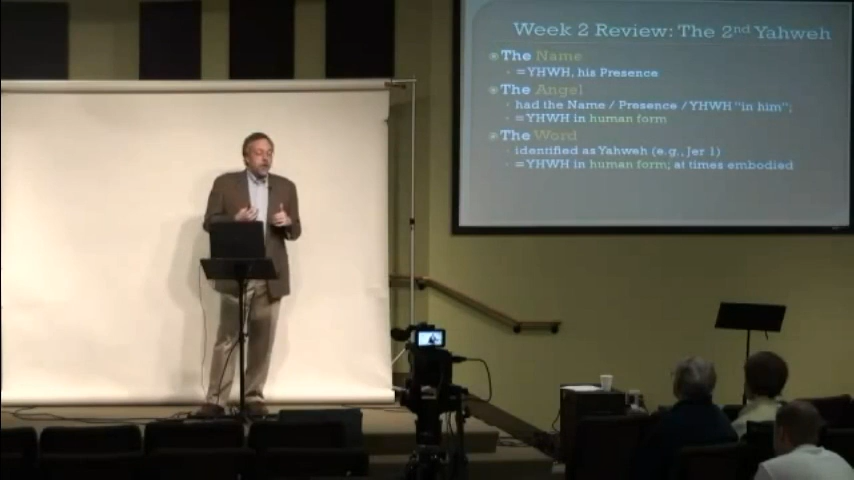 Week 2 Review: The 2nd Yahweh
The Name
=YHWH, his Presence
The Angel
had the Name / Presence / YHWH "in him";
=YHWH in human form
The Word
identified as Yahweh (e.g., Jer 1)
=YHWH in human form; at times embodied